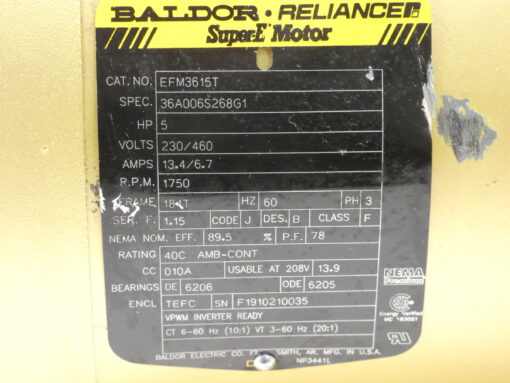 BALDOR · RELIANCER
Super-E Motor
CAT. NO. EFM3615T
SPEC. 36A006S268G1
HP 5
VOLTS 230/460
AMPS 13.4/6.7
R.P.M. 1750
FRAME HZ 60 PH 3
SER. F. 1.15 CODE J DES. B CLASS F
NEMA NOM. EFF. 89.5 % P.F. 78
RATING 40C AMB-CONT
CC 010A USABLE AT 208V 13.9
BEARINGS DE 6206 ODE 6205
ENCL TEFC SN F1910210035
VPWM INVERTER READY
CT 6-60 Hz (10:1) VT 3-60 Hz (20:1)
BALDOR ELECTRIC CO. SMITH, AR. MFG. IN U.S.A.
NP3441L
NEMA
Premium
Energy Verified